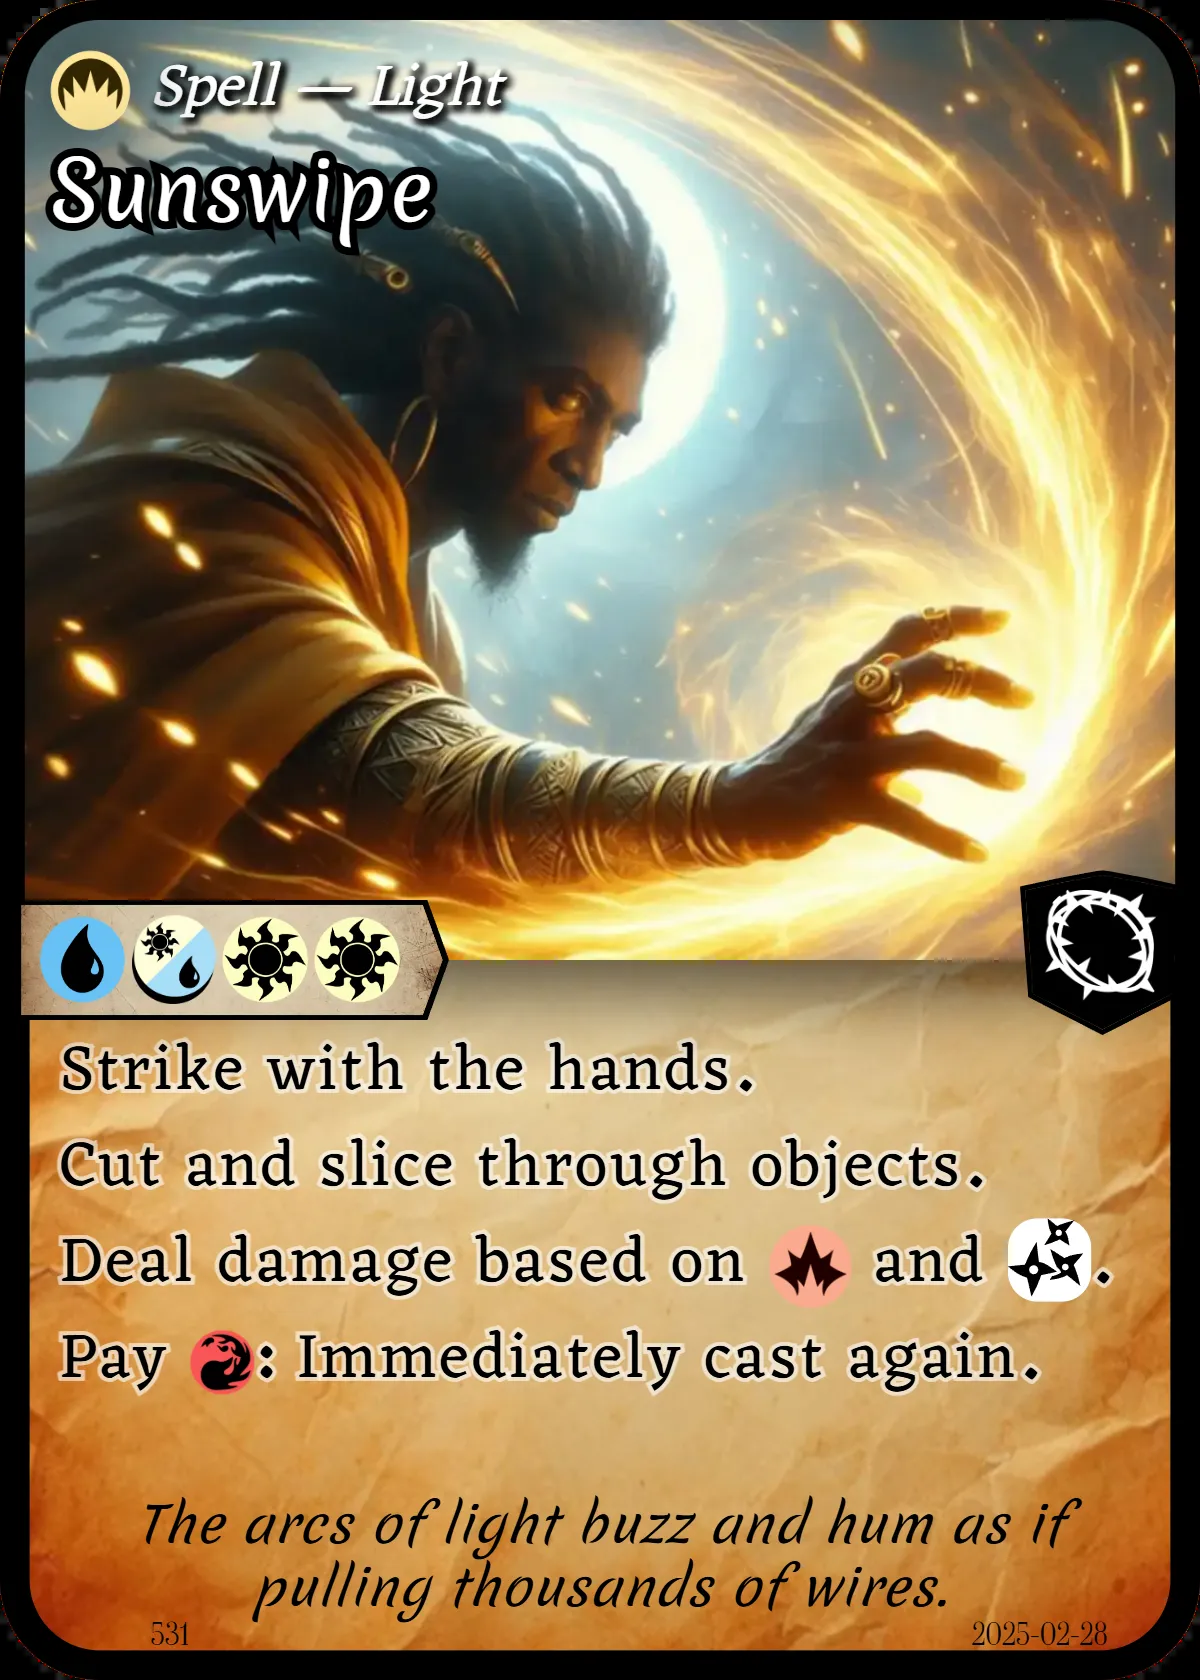 Spell — Light
Sunswipe
Strike with the hands.
Cut and slice through objects.
Deal damage based on and .
Pay : Immediately cast again.
The arcs of light buzz and hum as if
pulling thousands of wires.
531
2025-02-28